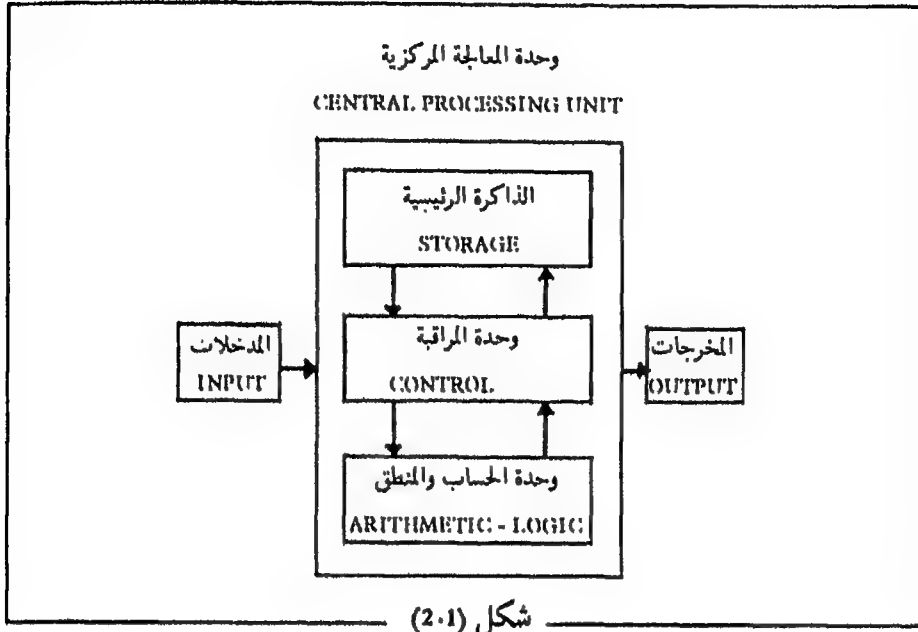 وحدة المعالجة المركزية
CENTRAL PROCESSING UNIT
الذاكرة الرئيسية
STORAGE
المدخلات
INPUT
وحدة المراقبة
CONTROL
المخرجات
OUTPUT
وحدة الحساب والمنطق
ARITHMETIC - LOGIC
شكل (2.1)